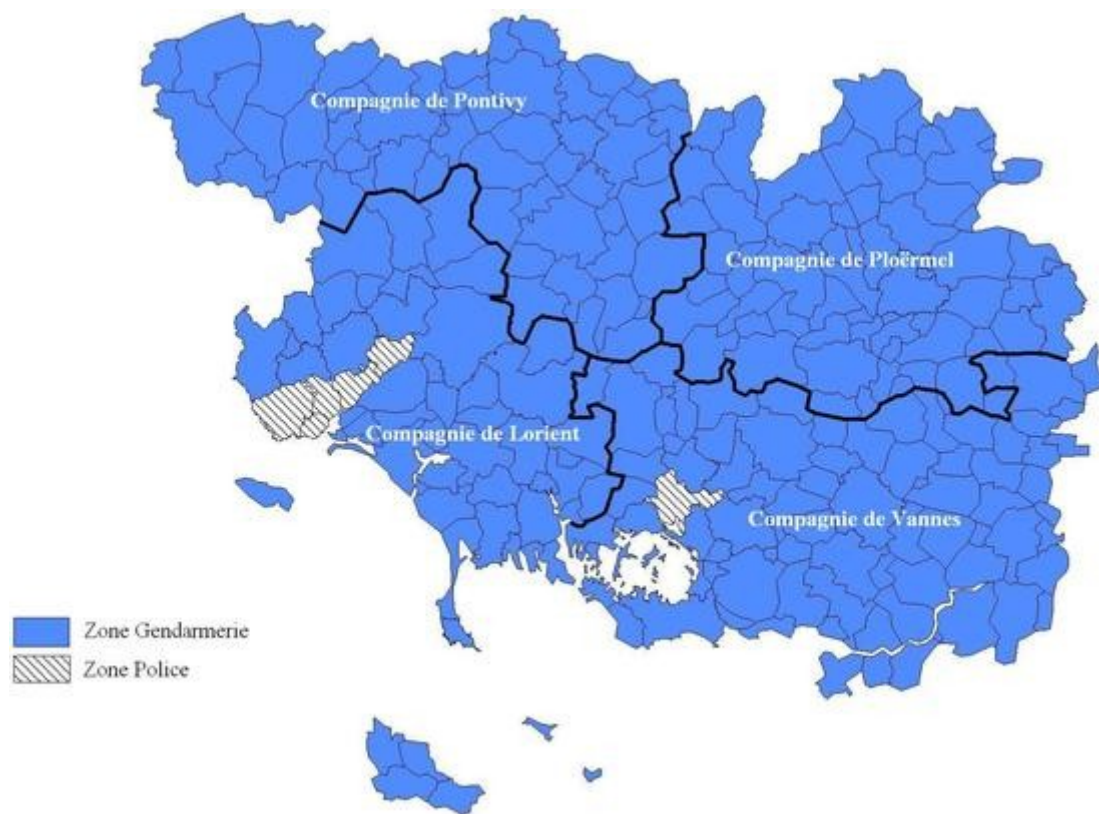 Compagnie de Pontivy
Compagnie de Ploërmel
Compagnie de Lorient
Compagnie de Vannes
Zone Gendarmerie
Zone Police